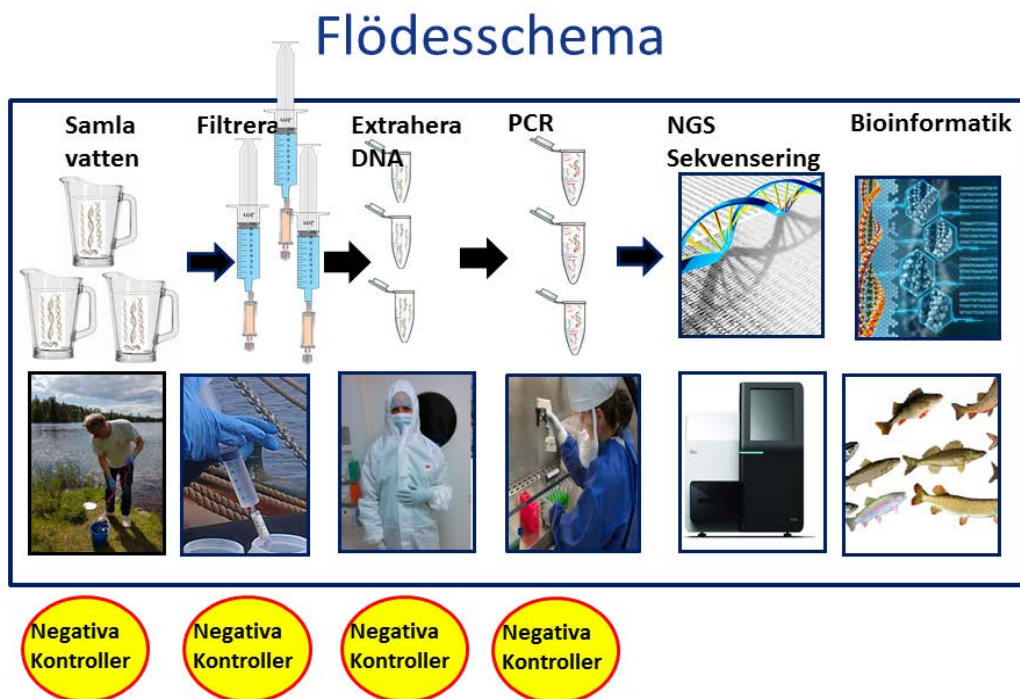 Flödesschema
Samla
vatten
Filtrera
Extrahera
DNA
PCR
NGS
Sekvensering
Bioinformatik
Negativa
Kontroller
Negativa
Kontroller
Negativa
Kontroller
Negativa
Kontroller